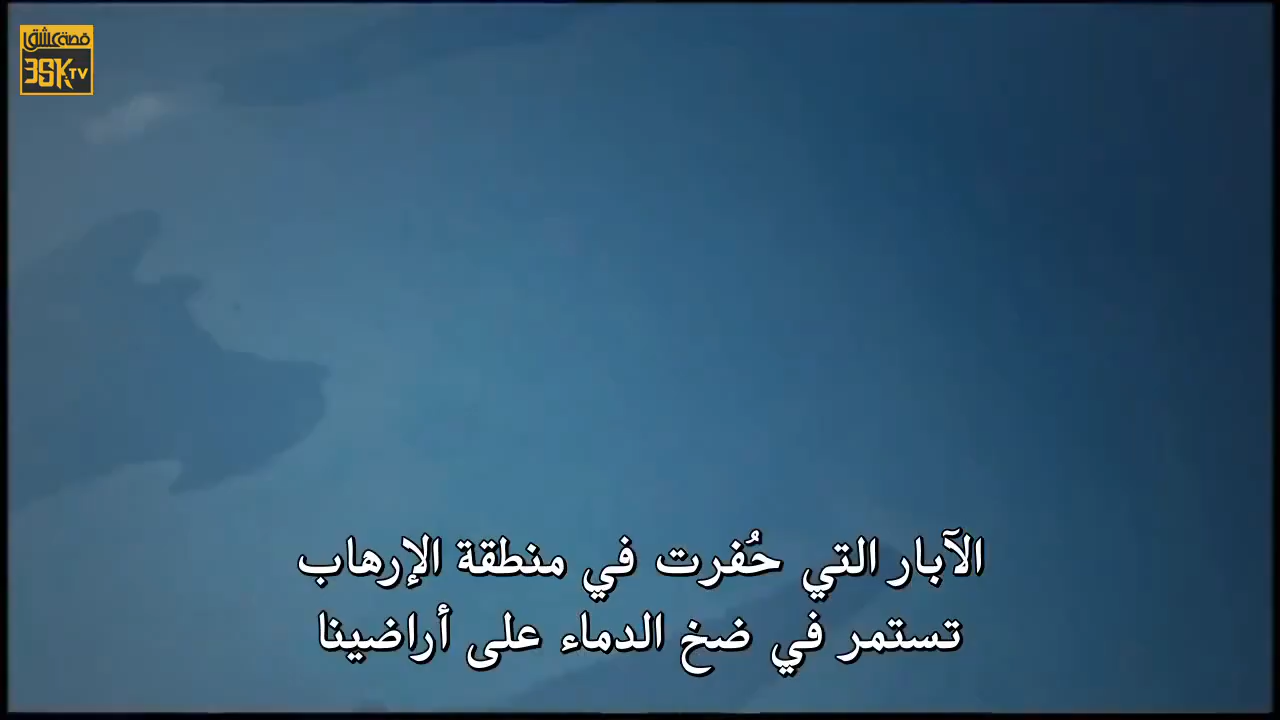 قصة عشق
3SK TV
الآبار التي حُفرت في منطقة الإرهاب
تستمر في ضخ الدماء على أراضينا